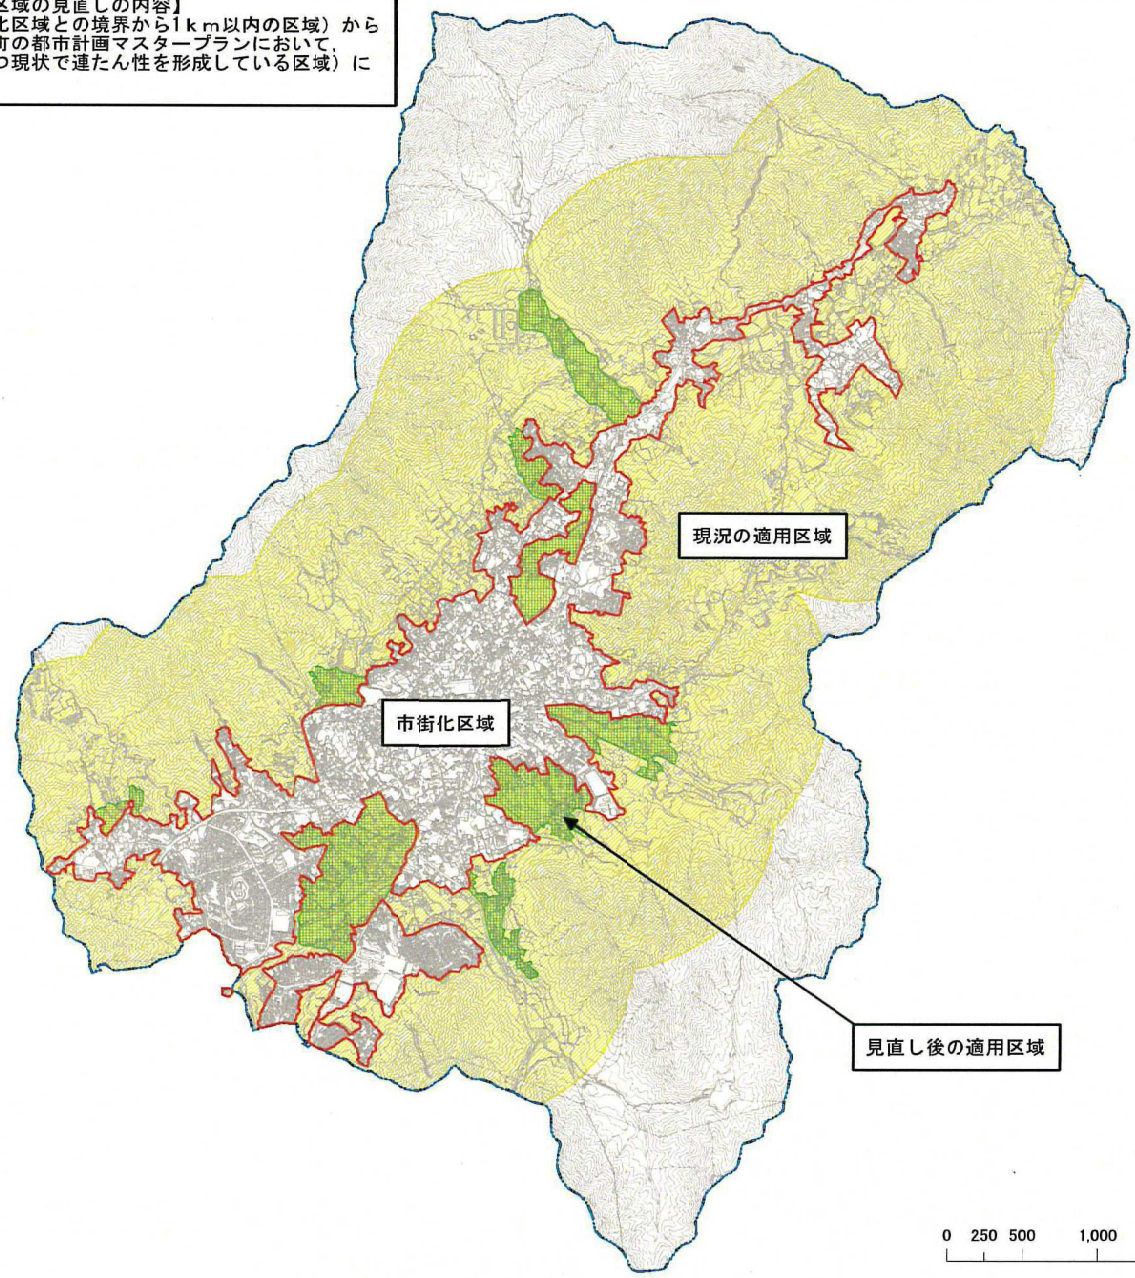 区域の見直しの内容】
化区域との境界から1ｋｍ以内の区域）から
町の都市計画マスタープランにおいて，
つ現状で連たん性を形成している区域）に
現況の適用区域
市街化区域
見直し後の適用区域
0 250 500 1,000